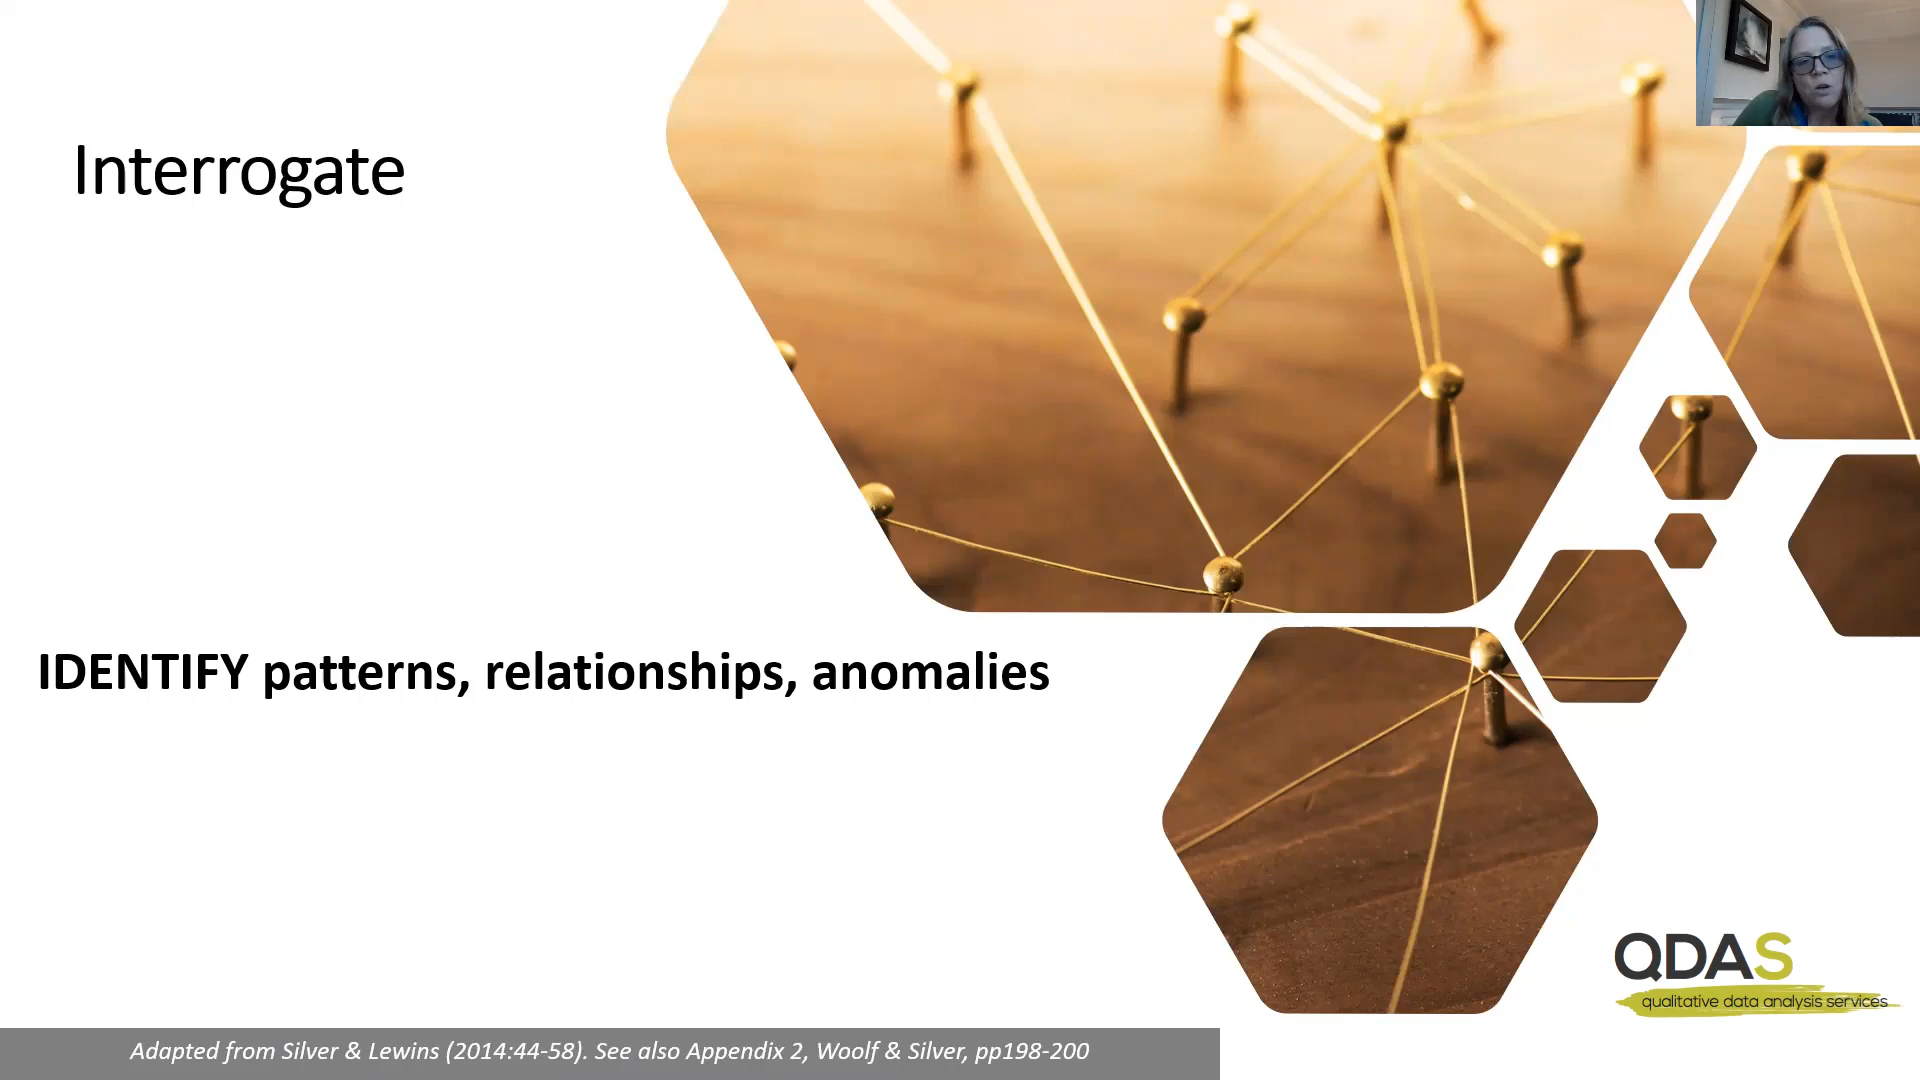 Interrogate
IDENTIFY patterns, relationships, anomalies
QDAS
qualitative data analysis services
Adapted from Silver & Lewins (2014:44-58). See also Appendix 2, Woolf & Silver, pp198-200